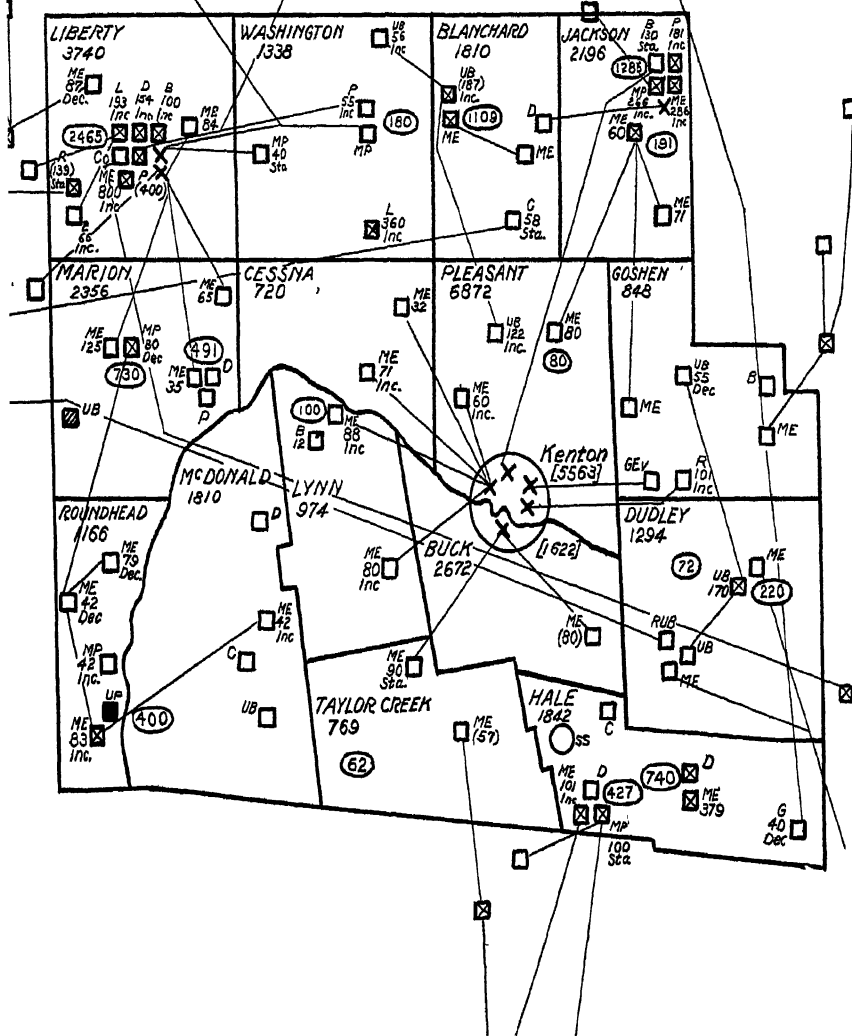 LIBERTY
3740
ME
87
Dec.
L
193
Inc
D
154
Inc
B
100
Inc
ME
84
2465
Co
R
(139)
Sta
ME
800
Inc
P
(400)
66
Inc.
WASHINGTON
1338
UB
56
Inc
P
55
Inc
180
MP
MP
40
Sta
L
360
Inc
BLANCHARD
1810
UB
(187)
Inc
1109
ME
D
ME
C
58
Sta.
JACKSON
2196
B
130
Sta.
P
181
Inc
1285
MP
266
Inc
ME
286
Inc
ME
60
191
ME
71
MARION
2356
ME
65
ME
125
MP
80
Dec
730
491
ME
35
D
P
UB
CESSNA
720
ME
32
ME
71
Inc.
PLEASANT
6872
UB
122
Inc.
ME
80
80
ME
60
Inc.
GOSHEN
848
UB
55
Dec
B
ME
ME
GEv
R
101
Inc
Kenton
[5563]
[1622]
McDONALD
1810
D
ME
42
Inc
C
UB
LYNN
974
100
B
12
ME
88
Inc
ME
80
Inc
BUCK
2672
ME
(80)
ROUNDHEAD
1166
ME
79
Dec.
ME
42
Dec
MP
42
Inc.
UP
ME
83
Inc.
400
DUDLEY
1294
72
ME
UB
170
220
RUB
UB
ME
TAYLOR CREEK
769
62
ME
90
Sta.
ME
(57)
HALE
1842
55
C
ME
101
Inc
D
427
MP
100
Sta
740
D
ME
379
G
40
Dec